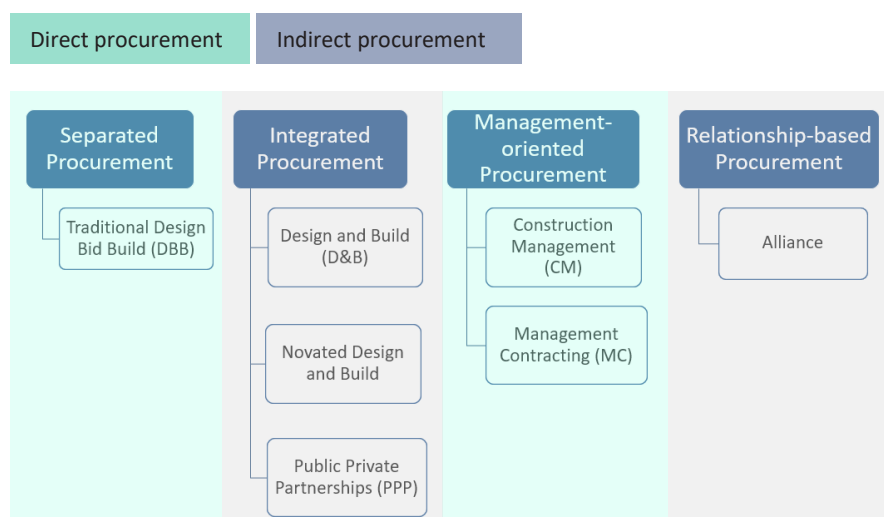 Direct procurement
Indirect procurement
Separated
Procurement
Traditional Design
Bid Build (DBB)
Integrated
Procurement
Design and Build
(D&B)
Novated Design
and Build
Public Private
Partnerships (PPP)
Management-
oriented
Procurement
Construction
Management
(CM)
Management
Contracting (MC)
Relationship-based
Procurement
Alliance